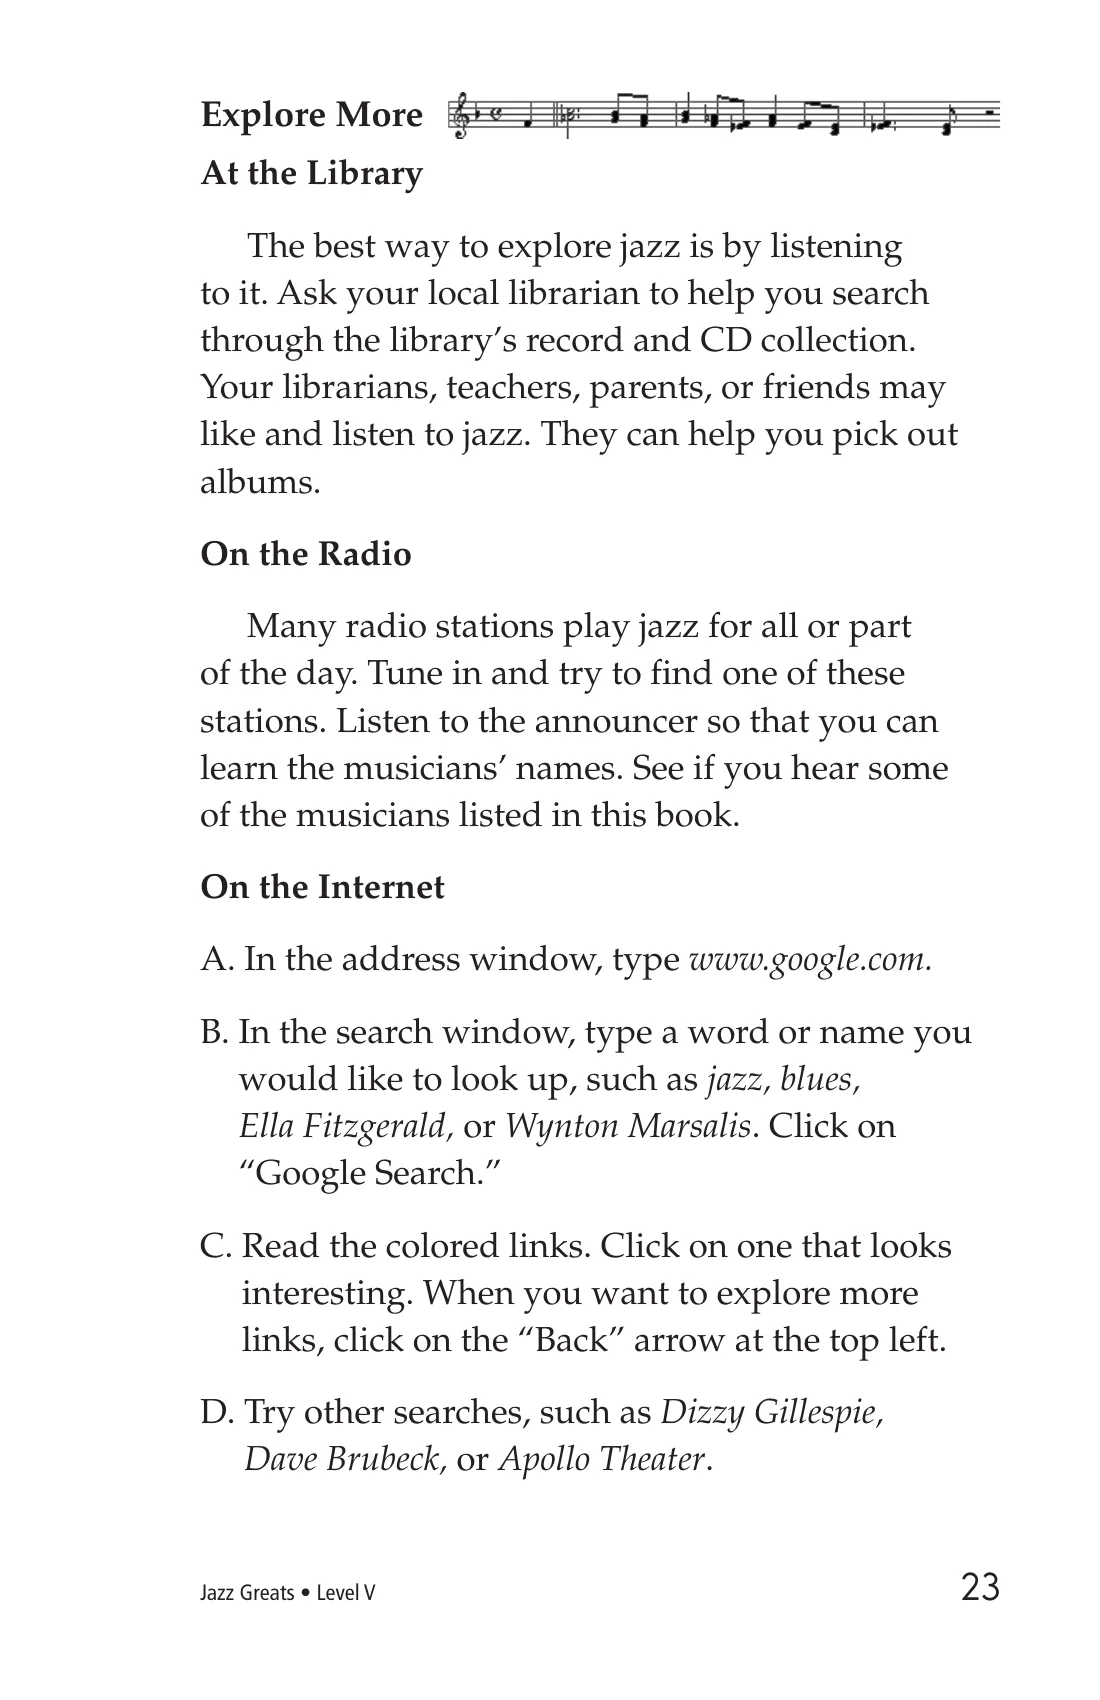 Explore More
At the Library
The best way to explore jazz is by listening
to it. Ask your local librarian to help you search
through the library’s record and CD collection.
Your librarians, teachers, parents, or friends may
like and listen to jazz. They can help you pick out
albums.
On the Radio
Many radio stations play jazz for all or part
of the day. Tune in and try to find one of these
stations. Listen to the announcer so that you can
learn the musicians’ names. See if you hear some
of the musicians listed in this book.
On the Internet
A. In the address window, type www.google.com.
B. In the search window, type a word or name you
would like to look up, such as jazz, blues,
Ella Fitzgerald, or Wynton Marsalis. Click on
“Google Search.”
C. Read the colored links. Click on one that looks
interesting. When you want to explore more
links, click on the “Back” arrow at the top left.
D. Try other searches, such as Dizzy Gillespie,
Dave Brubeck, or Apollo Theater.
Jazz Greats • Level V
23